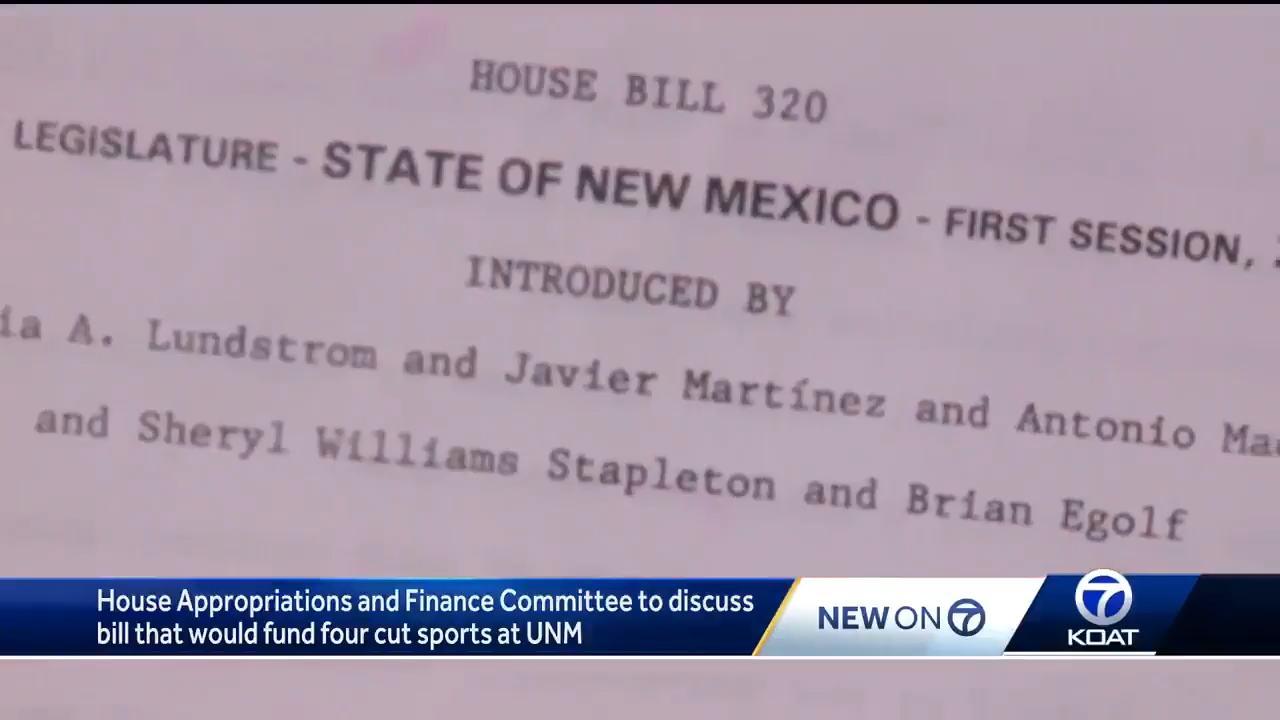 HOUSE BILL 320
LEGISLATURE - STATE OF NEW MEXICO - FIRST SESSION,
INTRODUCED BY
A. Lundstrom and Javier Martínez and Antonio
and Sheryl Williams Stapleton and Brian Egolf
House Appropriations and Finance Committee to discuss
bill that would fund four cut sports at UNM
NEW ON 7
7
KOAT